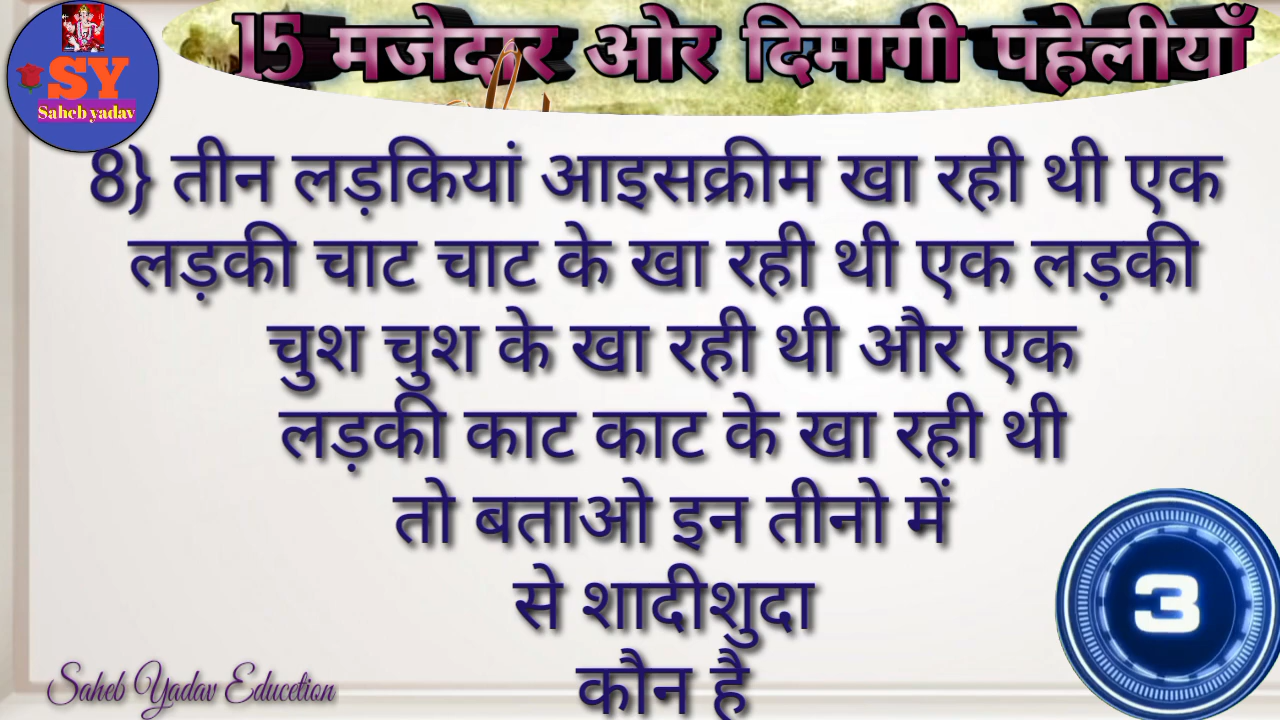 SY
Saheb yadav
15 मजेदार ओर दिमागी पहेलीयाँ
8} तीन लड़कियां आइसक्रीम खा रही थी एक
लड़की चाट चाट के खा रही थी एक लड़की
चुश चुश के खा रही थी और एक
लड़की काट काट के खा रही थी
तो बताओ इन तीनो में
से शादीशुदा
कौन है
3
Saheb Yadav Educetion